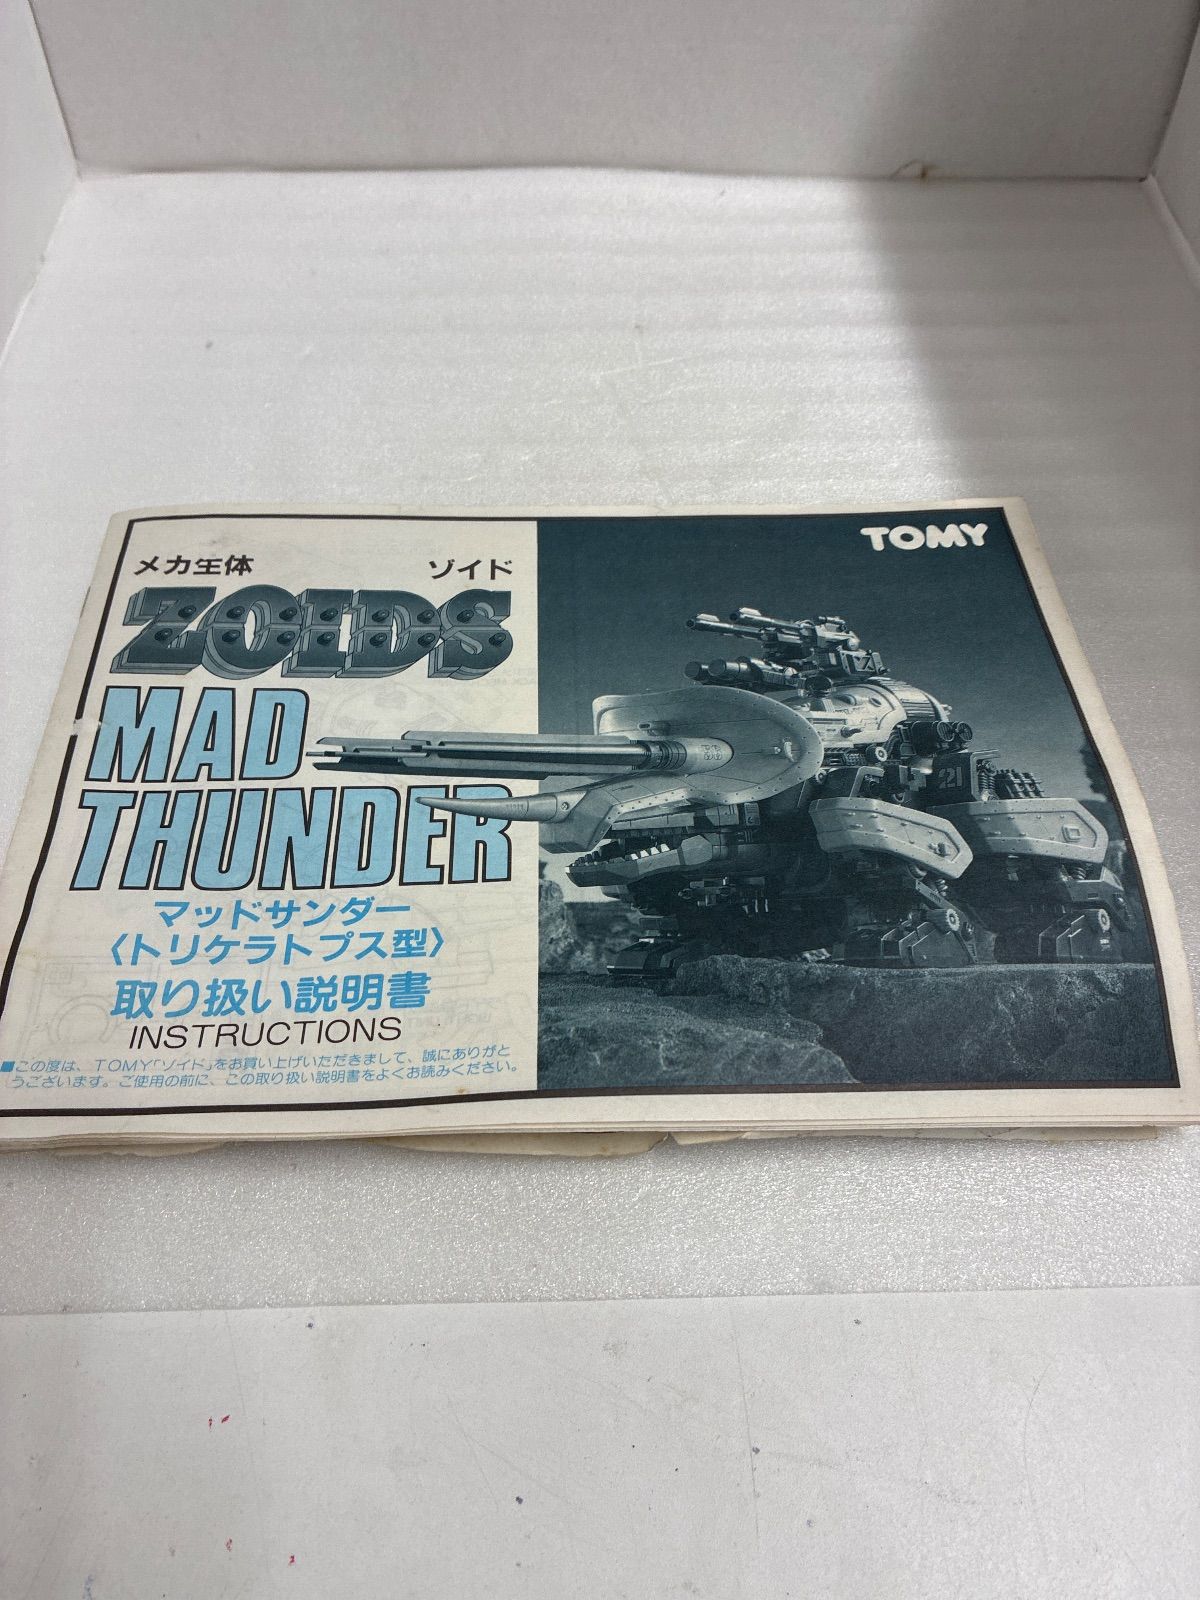 メカ生体 ゾイド
ZOIDS
MAD
THUNDER
マッドサンダー
〈トリケラトプス型〉
取り扱い説明書
INSTRUCTIONS
■この度は、TOMY「ゾイド」をお買い上げいただきまして、誠にありがと
うございます。ご使用の前に、この取り扱い説明書をよくお読みください。
TOMY
21